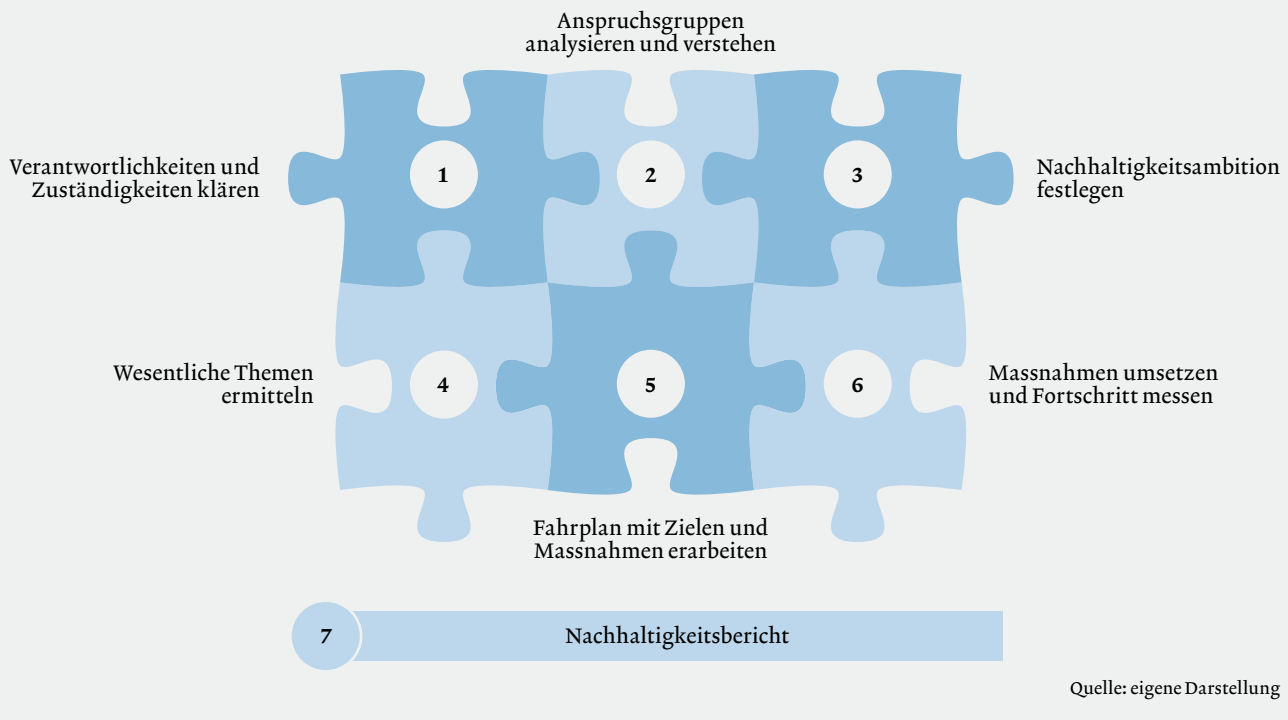 Anspruchsgruppen
analysieren und verstehen
Verantwortlichkeiten und
Zuständigkeiten klären
1
2
3
Nachhaltigkeitsambition
festlegen
Wesentliche Themen
ermitteln
4
5
6
Massnahmen umsetzen
und Fortschritt messen
Fahrplan mit Zielen und
Massnahmen erarbeiten
7
Nachhaltigkeitsbericht
Quelle: eigene Darstellung